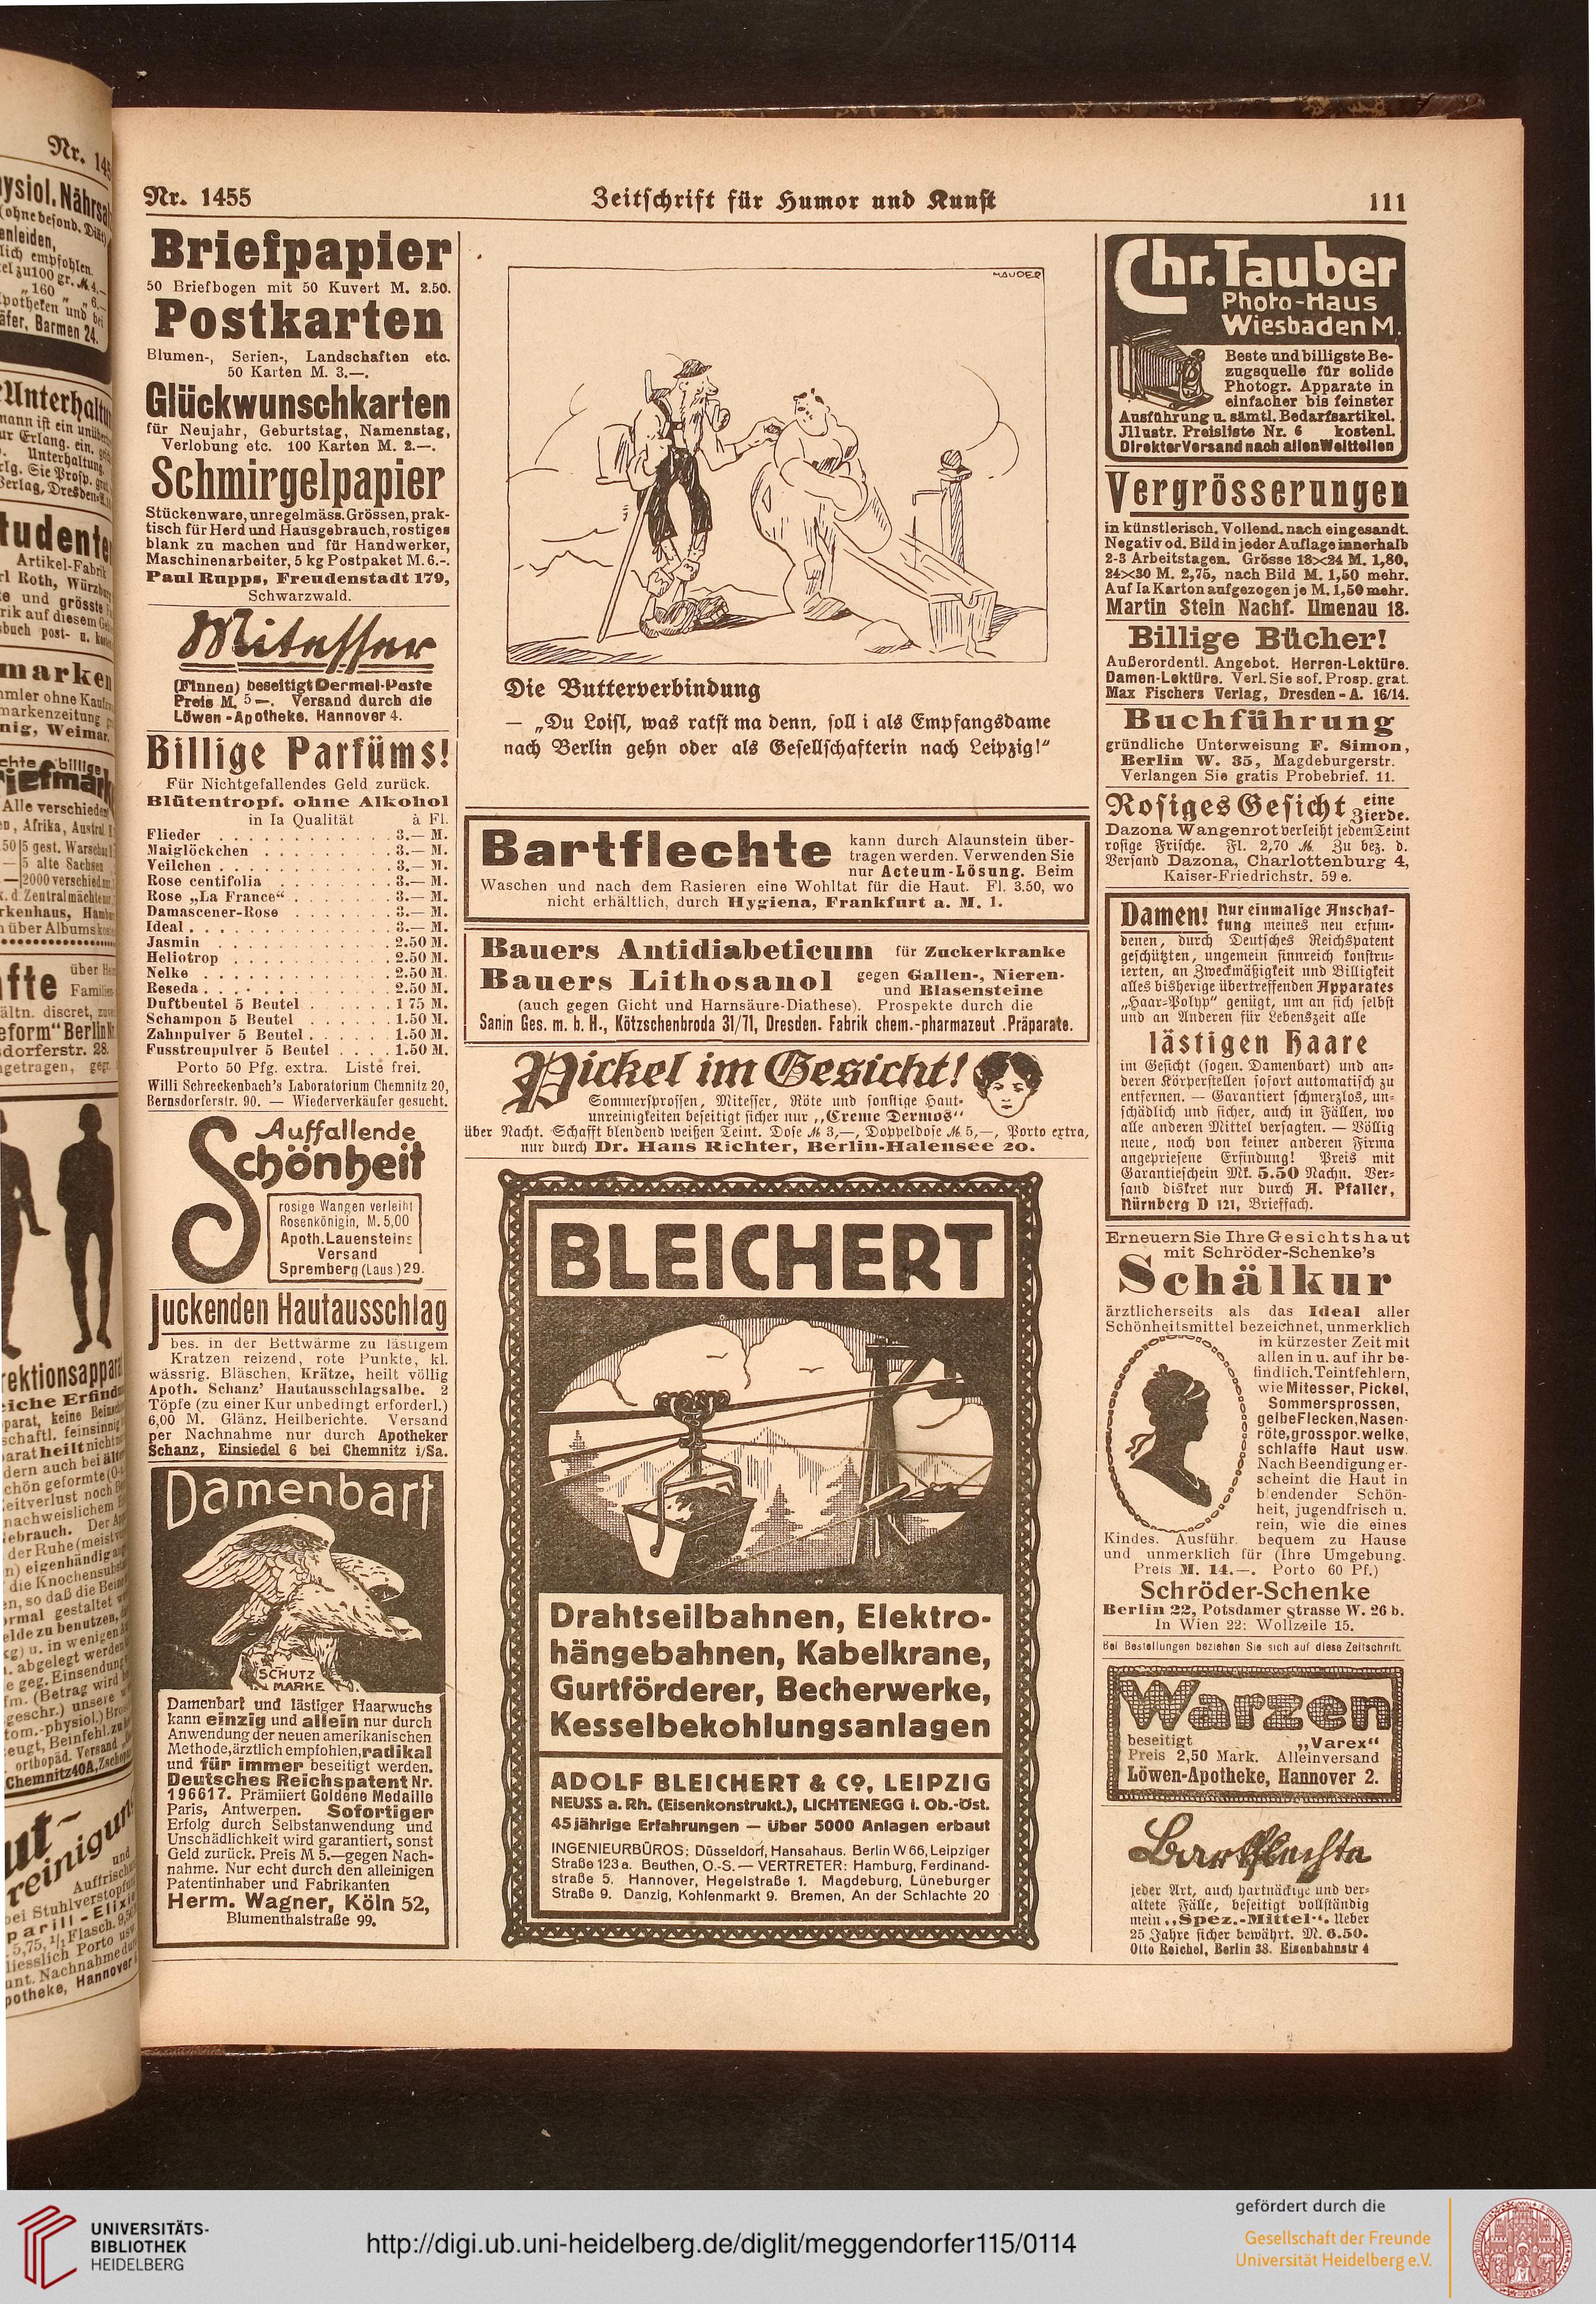 Nr. 1455
Zeitschrift für Humor und Kunst
111
Briefpapier
50 Briefbogen mit 50 Kuvert M. 2.50.
Postkarten
Blumen-, Serien-, Landschaften etc.
50 Karten M. 3.—.
Glückwunschkarten
für Neujahr, Geburtstag, Namenstag,
Verlobung etc. 100 Karten M. 2.—.
Schmirgelpapier
Stückenware, unregelmäss. Grössen, prak-
tisch für Herd und Hausgebrauch, rostiges
blank zu machen und für Handwerker,
Maschinenarbeiter, 5 kg Postpaket M. 6.-.
Paul Rupps, Freudenstadt 179,
Schwarzwald.
Mitesser
(Finnen) beseitigt Dermal-Paste
Preis M. 5—. Versand durch die
Löwen-Apotheke, Hannover 4.
Billige Parfüms!
Für Nichtgefallendes Geld zurück.
Blütentropf. ohne Alkohol
in Ia Qualität à Fl.
Flieder . . . . . . . . . . . . 3.— M.
Maiglöckchen . . . . . . . . . 3.— M.
Veilchen . . . . . . . . . . . . 3.— M.
Rose centifolia . . . . . . . . 3.— M.
Rose „La France“ . . . . . . . 3.— M.
Damascener-Rose . . . . . . . 3.— M.
Ideal . . . . . . . . . . . . . . 3.— M.
Jasmin . . . . . . . . . . . . 2.50 M.
Heliotrop . . . . . . . . . . . 2.50 M.
Nelke . . . . . . . . . . . . . 2.50 M.
Reseda . . . . . . . . . . . . 2.50 M.
Duftbeutel 5 Beutel . . . . . . 1 75 M.
Schampon 5 Beutel . . . . . . 1.50 M.
Zahnpulver 5 Beutel . . . . . . 1.50 M.
Fusstreupulver 5 Beutel . . . . 1.50 M.
Porto 50 Pfg. extra. Liste frei.
Willi Schreckenbach's Laboratorium Chemnitz 20,
Bernsdorferstr. 90. — Wiederverkäufer gesucht.
Auffallende
Schönheit
rosige Wangen verleiht
Rosenkönigin, M. 5,00
Apoth. Lauensteins
Versand
Spremberg (Laus) 29.
Juckenden Hautausschlag
bes. in der Bettwärme zu lästigem
Kratzen reizend, rote Punkte, kl.
wässrig. Bläschen, Krätze, heilt völlig
Apoth. Schanz' Hautausschlagsalbe. 2
Töpfe (zu einer Kur unbedingt erforderl.)
6,00 M. Glänz. Heilberichte. Versand
per Nachnahme nur durch Apotheker
Schanz, Einsiedel 6 bei Chemnitz i/Sa.
Damenbart
SCHUTZ
MARKE
Damenbart und lästiger Haarwuchs
kann einzig und allein nur durch
Anwendung der neuen amerikanischen
Methode, ärztlich empfohlen, radikal
und für immer beseitigt werden.
Deutsches Reichspatent Nr.
196617. Prämiiert Goldene Medaille
Paris, Antwerpen. Sofortiger
Erfolg durch Selbstanwendung und
Unschädlichkeit wird garantiert, sonst
Geld zurück. Preis M 5.— gegen Nach-
nahme. Nur echt durch den alleinigen
Patentinhaber und Fabrikanten
Herm. Wagner, Köln 52,
Blumenthalstraße 99.
MAUDER
Die Butterverbindung
— „Du Loisl, was ratst ma denn, soll i als Empfangsdame
nach Berlin gehn oder als Gesellschafterin nach Leipzig!“
Bartflechte
kann durch Alaunstein über-
tragen werden. Verwenden Sie
nur Acteum-Lösung. Beim
Waschen und nach dem Rasieren eine Wohltat für die Haut. Fl. 3.50, wo
nicht erhältlich, durch Hygiena, Frankfurt a. M. 1.
Bauers Antidiabeticum für Zuckerkranke
Bauers Lithosanol gegen Gallen-, Nieren-
und Blasensteine
(auch gegen Gicht und Harnsäure-Diathese). Prospekte durch die
Sanin Ges. m. b. H., Kötzschenbroda 31/71, Dresden. Fabrik chem.-pharmazeut .Präparate.
Pickel im Gesicht!
Sommersprossen, Mitesser, Röte und sonstige Haut-
unreinigkeiten beseitigt sicher nur „Creme Dermos“
über Nacht. Schafft blendend weißen Teint. Dose ℳ 3,—, Doppeldose ℳ 5,—, Porto extra,
nur durch Dr. Hans Richter, Berlin-Halensee 20.
BLEICHERT
Drahtseilbahnen, Elektro-
hängebahnen, Kabelkrane,
Gurtförderer, Becherwerke,
Kesselbekohlungsanlagen
ADOLF BLEICHERT & Co, LEIPZIG
NEUSS a. Rh. (Eisenkonstrukt.), LICHTENEGG i. Ob.-Öst.
45 jährige Erfahrungen — Über 5000 Anlagen erbaut
INGENIEURBÜROS: Düsseldorf, Hansahaus. Berlin W 66, Leipziger
Straße 123 a. Beuthen, O.-S. — VERTRETER: Hamburg, Ferdinand-
straße 5. Hannover, Hegelstraße 1. Magdeburg, Lüneburger
Straße 9. Danzig, Kohlenmarkt 9. Bremen, An der Schlachte 20
Chr. Tauber
Photo-Haus
Wiesbaden M.
Beste und billigste Be-
zugsquelle für solide
Photogr. Apparate in
einfacher bis feinster
Ausführung u. sämtl. Bedarfsartikel.
Jllustr. Preisliste Nr. 6 kostenl.
Direkter Versand nach allen Weltteilen
Vergrösserungen
in künstlerisch. Vollend. nach eingesandt.
Negativ od. Bild in jeder Auflage innerhalb
2-3 Arbeitstagen. Grösse 18×24 M. 1,80,
24×30 M. 2,75, nach Bild M. 1,50 mehr.
Auf Ia Karton aufgezogen je M. 1,50 mehr.
Martin Stein Nachf. Ilmenau 18.
Billige Bücher!
Außerordentl. Angebot. Herren-Lektüre.
Damen-Lektüre. Verl. Sie sof. Prosp. grat.
Max Fischers Verlag, Dresden-A. 16/14.
Buchführung
gründliche Unterweisung F. Simon,
Berlin W. 35, Magdeburgerstr.
Verlangen Sie gratis Probebrief. 11.
Rosiges Gesicht eine
Zierde.
Dazona Wangenrot verleiht jedem Teint
rosige Frische. Fl. 2,70 ℳ. Zu bez. d.
Versand Dazona, Charlottenburg 4,
Kaiser-Friedrichstr. 59 e.
Damen! Nur einmalige Anschaf-
fung meines neu erfun-
denen, durch Deutsches Reichspatent
geschützten, ungemein sinnreich konstru-
ierten, an Zweckmäßigkeit und Billigkeit
alles bisherige übertreffenden Apparates
„Haar-Polyp“ genügt, um an sich selbst
und an Anderen für Lebenszeit alle
lästigen Haare
im Gesicht (sogen. Damenbart) und an-
deren Körperstellen sofort automatisch zu
entfernen. — Garantiert schmerzlos, un-
schädlich und sicher, auch in Fällen, wo
alle anderen Mittel versagten. — Völlig
neue, noch von keiner anderen Firma
angepriesene Erfindung! Preis mit
Garantieschein Mk. 5.50 Nachn. Ver-
sand diskret nur durch A. Pfaller,
Nürnberg D 121, Brieffach.
Erneuern Sie Ihre Gesichtshaut
mit Schröder-Schenke's
Schälkur
ärztlicherseits als das Ideal aller
Schönheitsmittel bezeichnet, unmerklich
in kürzester Zeit mit
allen in u. auf ihr be-
findlich. Teintfehlern,
wie Mitesser, Pickel,
Sommersprossen,
gelbe Flecken, Nasen-
röte, grosspor. welke,
schlaffe Haut usw.
Nach Beendigung er-
scheint die Haut in
blendender Schön-
heit, jugendfrisch u.
rein, wie die eines
Kindes. Ausführ. bequem zu Hause
und unmerklich für (Ihre Umgebung.
Preis M. 14.—. Porto 60 Pf.)
Schröder-Schenke
Berlin 22, Potsdamer Strasse W. 26 b.
In Wien 22: Wollzeile 15.
Bei Bestellungen beziehen Sie sich auf diese Zeitschrift.
Warzen
beseitigt „Varex“
Preis 2,50 Mark. Alleinversand
Löwen-Apotheke, Hannover 2.
Bartflechte
jeder Art, auch hartnäckige und ver-
altete Fälle, beseitigt vollständig
mein „Spez.-Mittel“. Ueber
25 Jahre sicher bewährt. M. 6.50.
Otto Reichel, Berlin 38. Eisenbahnstr 4
UNIVERSITÄTS-
BIBLIOTHEK
HEIDELBERG
http://digi.ub.uni-heidelberg.de/diglit/meggendorfer115/0114
gefördert durch die
Gesellschaft der Freunde
Universität Heidelberg e.V.